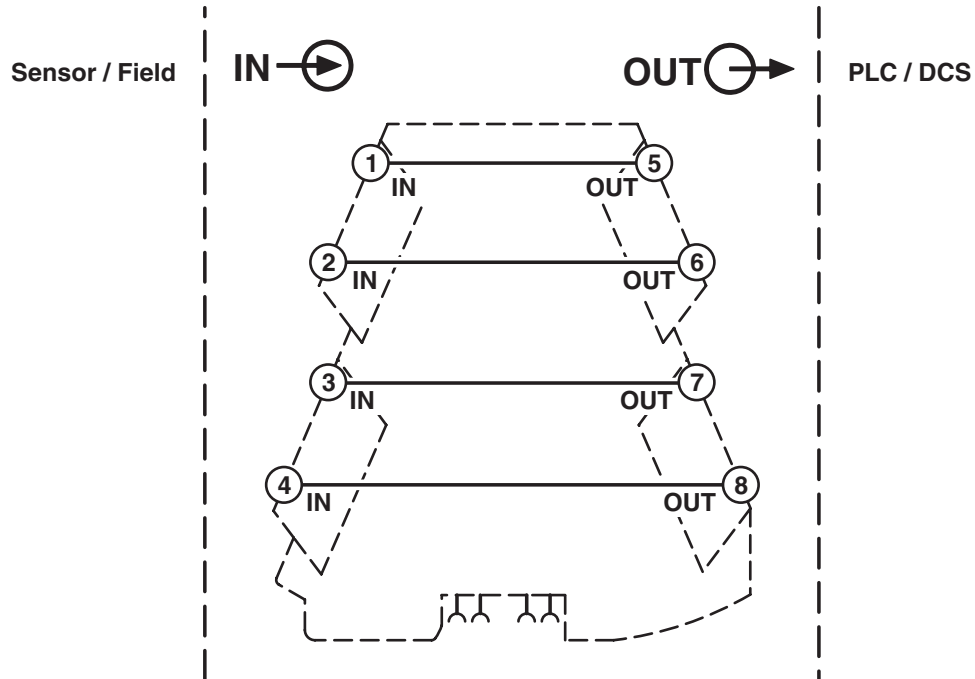 Sensor / Field
IN
OUT
PLC / DCS
1
5
IN
OUT
2
6
IN
OUT
3
7
IN
OUT
4
8
IN
OUT